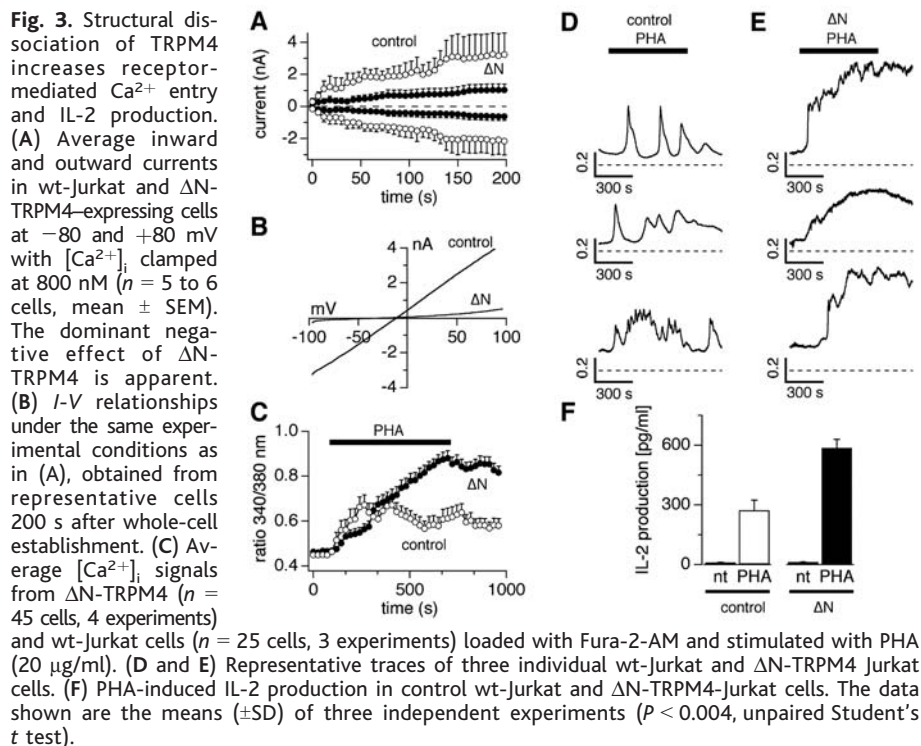 Fig. 3. Structural dis-
sociation of TRPM4
increases receptor-
mediated Ca²⁺ entry
and IL-2 production.
(A) Average inward
and outward currents
in wt-Jurkat and ΔN-
TRPM4–expressing cells
at −80 and +80 mV
with [Ca²⁺]ᵢ clamped
at 800 nM (n = 5 to 6
cells, mean ± SEM).
The dominant nega-
tive effect of ΔN-
TRPM4 is apparent.
(B) I-V relationships
under the same exper-
imental conditions as
in (A), obtained from
representative cells
200 s after whole-cell
establishment. (C) Av-
erage [Ca²⁺]ᵢ signals
from ΔN-TRPM4 (n =
45 cells, 4 experiments)
and wt-Jurkat cells (n = 25 cells, 3 experiments) loaded with Fura-2-AM and stimulated with PHA
(20 μg/ml). (D and E) Representative traces of three individual wt-Jurkat and ΔN-TRPM4 Jurkat
cells. (F) PHA-induced IL-2 production in control wt-Jurkat and ΔN-TRPM4-Jurkat cells. The data
shown are the means (±SD) of three independent experiments (P < 0.004, unpaired Student's
t test).
A
current (nA)
4
2
0
-2
control
ΔN
0 50 100 150 200
time (s)
B
nA
4
2
-2
-4
mV
-100 -50 50 100
control
ΔN
C
ratio 340/380 nm
1.0
0.8
0.6
0.4
PHA
ΔN
control
0 500 1000
time (s)
D
control
PHA
0.2
300 s
0.2
300 s
0.2
300 s
E
ΔN
PHA
0.2
300 s
0.2
300 s
0.2
300 s
F
IL-2 production [pg/ml]
600
300
0
nt PHA nt PHA
control ΔN